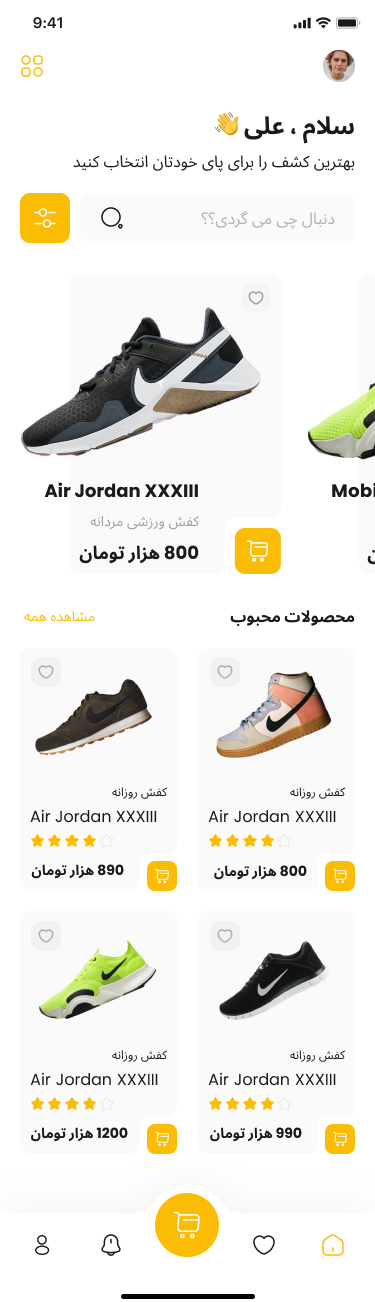 9:41
سلام ، علی👋
بهترین کشف را برای پای خودتان انتخاب کنید
دنبال چی می گردی؟؟
Air Jordan XXXIII
کفش ورزشی مردانه
800 هزار تومان
Mobi
محصولات محبوب
مشاهده همه
کفش روزانه
Air Jordan XXXIII
800 هزار تومان
کفش روزانه
Air Jordan XXXIII
890 هزار تومان
کفش روزانه
Air Jordan XXXIII
990 هزار تومان
کفش روزانه
Air Jordan XXXIII
1200 هزار تومان